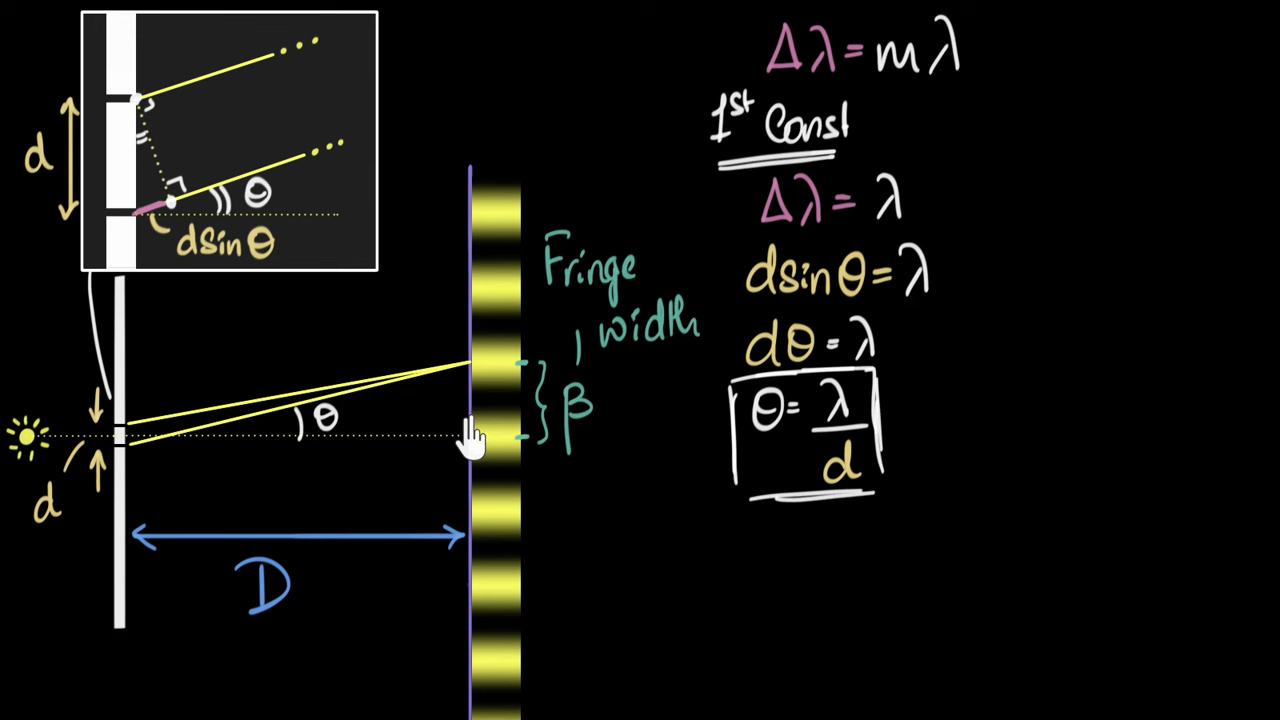 d
θ
dsinθ
Fringe
width
β
θ
d
D
Δλ = mλ
1st Const
Δλ = λ
dsinθ = λ
dθ = λ
θ = λ
d